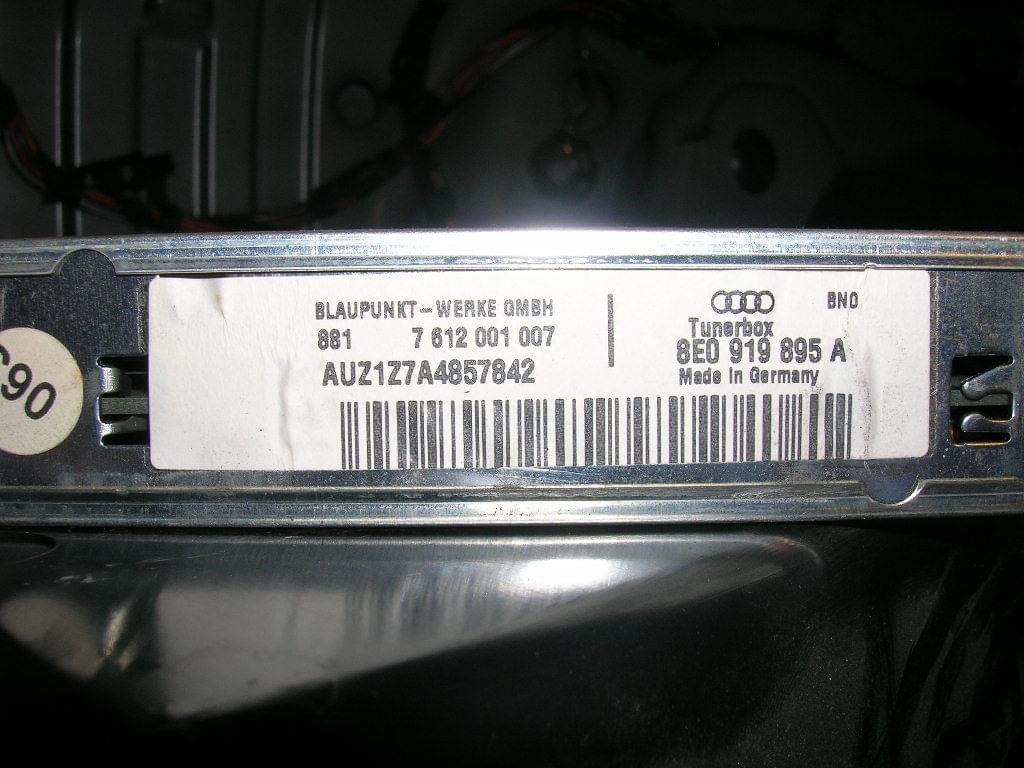 BLAUPUNKT-WERKE GMBH
881 7 612 001 007
AUZ1Z7A4857842
BNO
Tunerbox
8E0 919 895 A
Made In Germany
90